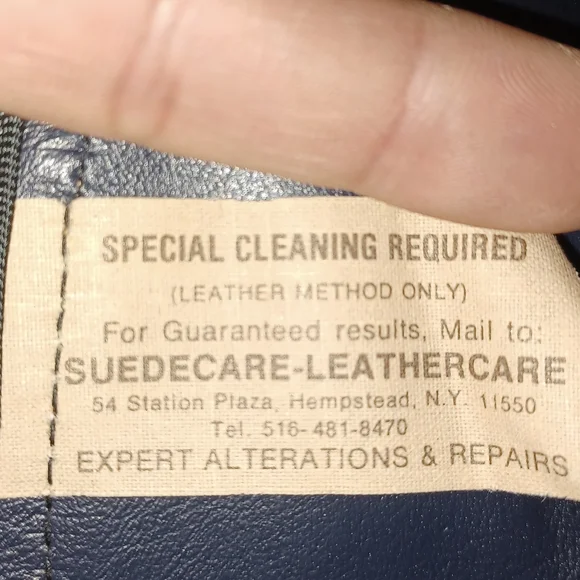 SPECIAL CLEANING REQUIRED
(LEATHER METHOD ONLY)
For Guaranteed results, Mail to:
SUEDECARE-LEATHERCARE
54 Station Plaza, Hempstead, N.Y. 11550
Tel. 516-481-8470
EXPERT ALTERATIONS & REPAIRS